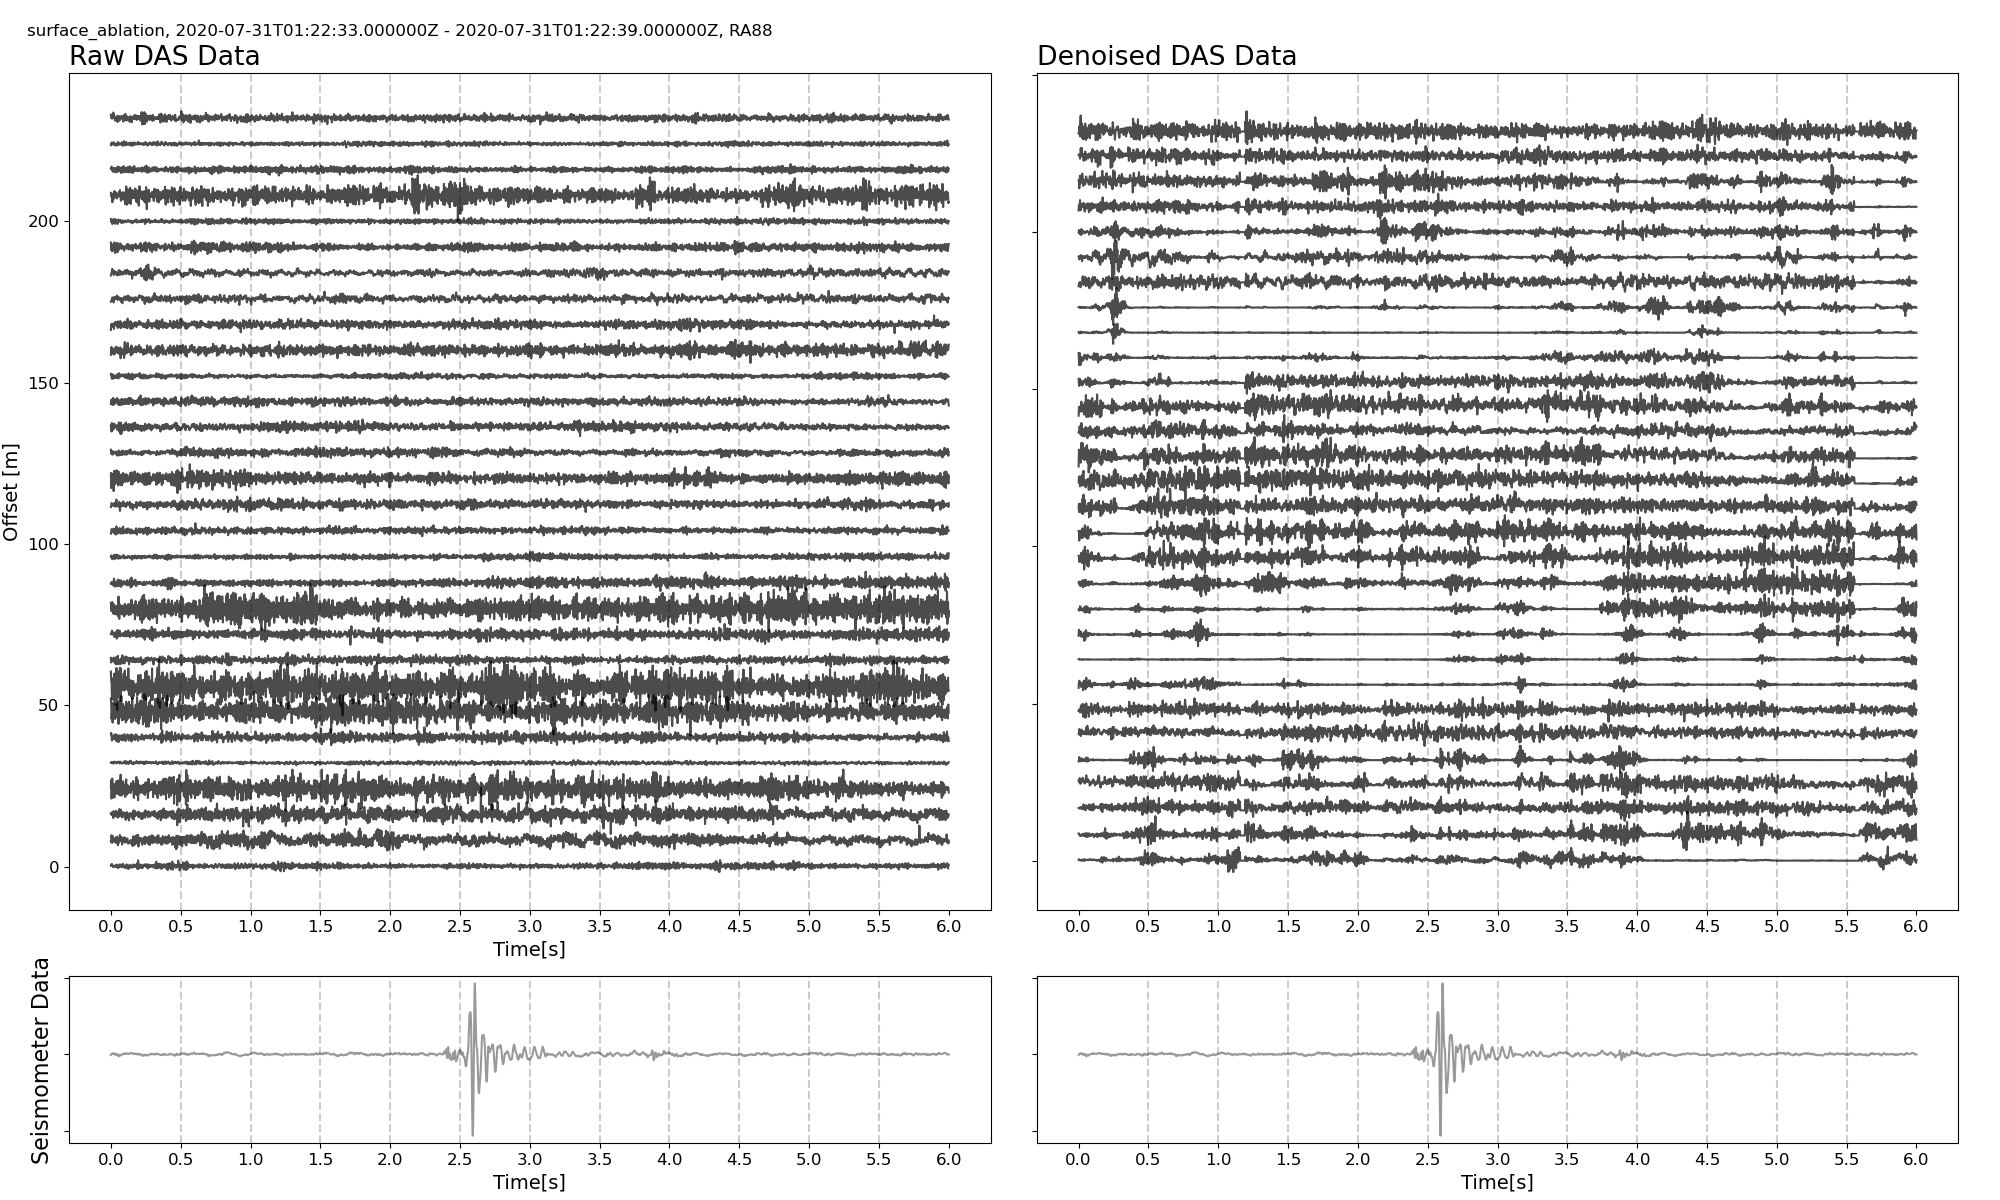 surface_ablation, 2020-07-31T01:22:33.000000Z - 2020-07-31T01:22:39.000000Z, RA88
Raw DAS Data
Denoised DAS Data
Offset [m]
200
150
100
50
0
0.0 0.5 1.0 1.5 2.0 2.5 3.0 3.5 4.0 4.5 5.0 5.5 6.0
Time[s]
0.0 0.5 1.0 1.5 2.0 2.5 3.0 3.5 4.0 4.5 5.0 5.5 6.0
Seismometer Data
0.0 0.5 1.0 1.5 2.0 2.5 3.0 3.5 4.0 4.5 5.0 5.5 6.0
Time[s]
0.0 0.5 1.0 1.5 2.0 2.5 3.0 3.5 4.0 4.5 5.0 5.5 6.0
Time[s]